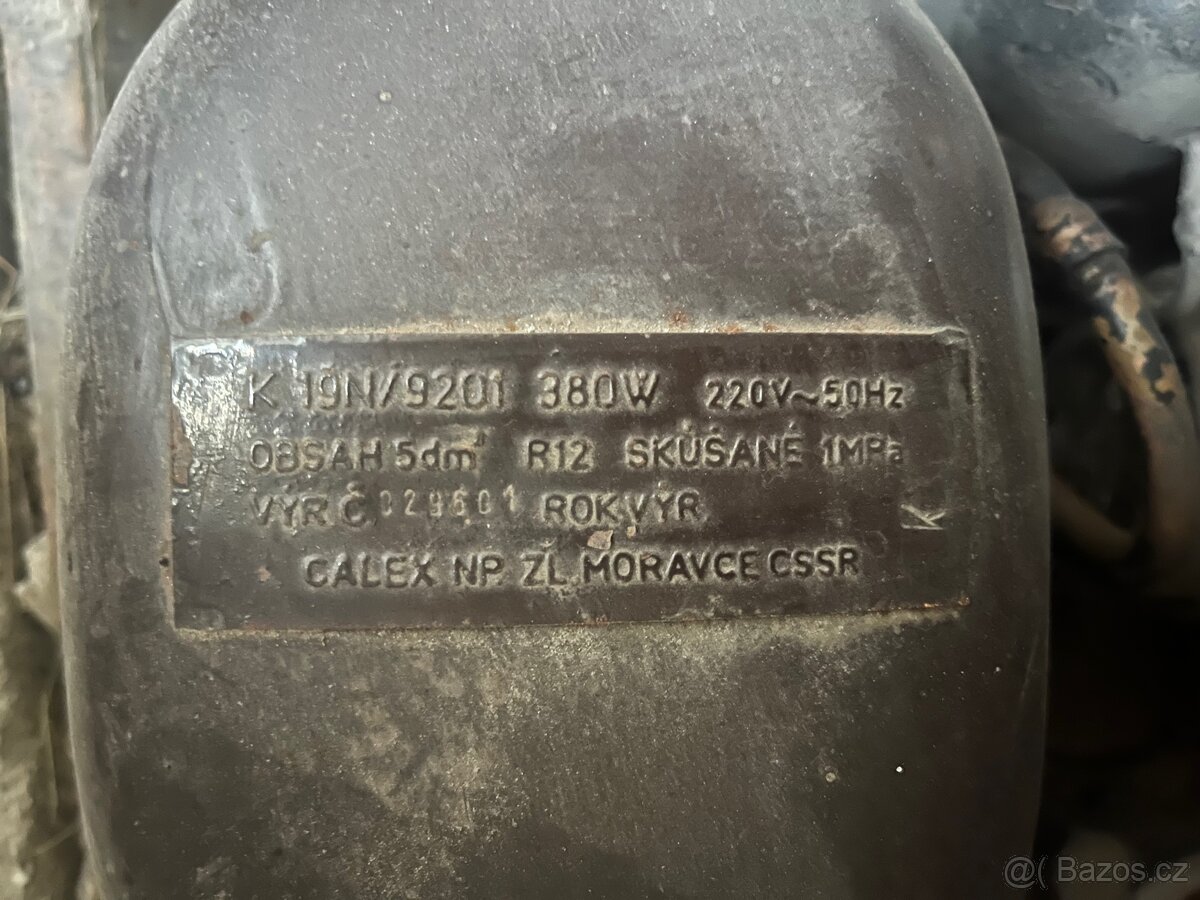 K 19N/9201 380W 220V~50Hz
OBSAH 5dm³ R12 SKÚŠANÉ 1MPa
VÝR Č. ROK VÝR
CALEX NP ZL. MORAVCE CSSR
K
@( Bazos.cz